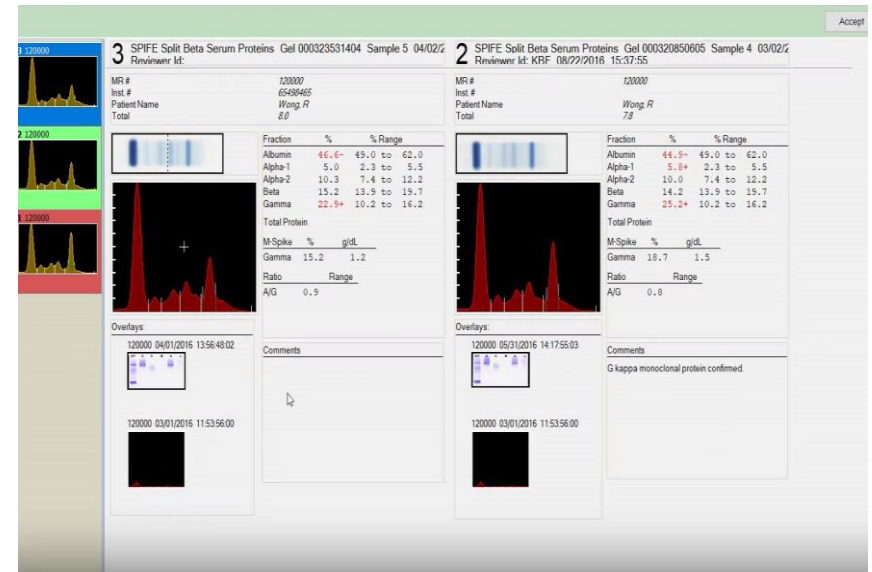 Accept
3 120000
2 120000
1 120000
3 SPIFE Split Beta Serum Proteins Gel 000323531404 Sample 5 04/02/2
Reviewer Id:
MR # 120000
Inst. # 65498465
Patient Name Wong, R
Total 8.0
Fraction % % Range
Albumin 46.6- 49.0 to 62.0
Alpha-1 5.0 2.3 to 5.5
Alpha-2 10.3 7.4 to 12.2
Beta 15.2 13.9 to 19.7
Gamma 22.9+ 10.2 to 16.2
Total Protein
M-Spike % g/dL
Gamma 15.2 1.2
Ratio Range
A/G 0.9
Overlays:
120000 04/01/2016 13:56:48:02
120000 03/01/2016 11:53:56:00
Comments
2 SPIFE Split Beta Serum Proteins Gel 000320850605 Sample 4 03/02/2
Reviewer Id: KBF 08/22/2016 15:37:55
MR # 120000
Inst. #
Patient Name Wong, R
Total 7.8
Fraction % % Range
Albumin 44.9- 49.0 to 62.0
Alpha-1 5.8+ 2.3 to 5.5
Alpha-2 10.0 7.4 to 12.2
Beta 14.2 13.9 to 19.7
Gamma 25.2+ 10.2 to 16.2
Total Protein
M-Spike % g/dL
Gamma 18.7 1.5
Ratio Range
A/G 0.8
Overlays:
120000 05/31/2016 14:17:55:03
120000 03/01/2016 11:53:56:00
Comments
G kappa monoclonal protein confirmed.